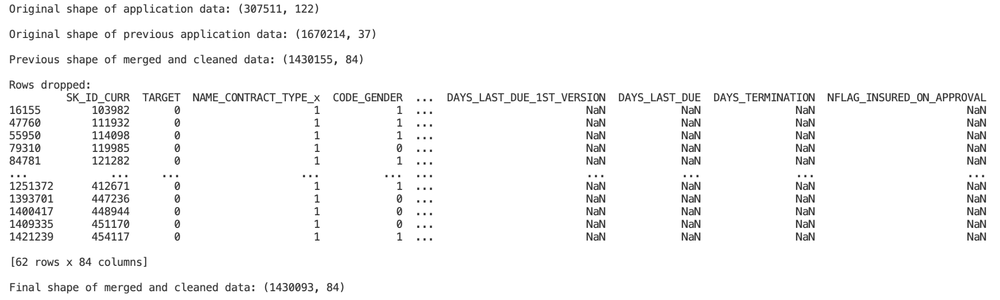 Original shape of application data: (307511, 122)
Original shape of previous application data: (1670214, 37)
Previous shape of merged and cleaned data: (1430155, 84)
Rows dropped:
SK_ID_CURR TARGET NAME_CONTRACT_TYPE_x CODE_GENDER ... DAYS_LAST_DUE_1ST_VERSION DAYS_LAST_DUE DAYS_TERMINATION NFLAG_INSURED_ON_APPROVAL
16155 103982 0 1 1 ... NaN NaN NaN NaN
47760 111932 0 1 1 ... NaN NaN NaN NaN
55950 114098 0 1 1 ... NaN NaN NaN NaN
79310 119985 0 1 0 ... NaN NaN NaN NaN
84781 121282 0 1 1 ... NaN NaN NaN NaN
... ... ... ... ... ... ... ... ... ...
1251372 412671 0 1 1 ... NaN NaN NaN NaN
1393701 447236 0 1 0 ... NaN NaN NaN NaN
1400417 448944 0 1 0 ... NaN NaN NaN NaN
1409335 451170 0 1 0 ... NaN NaN NaN NaN
1421239 454117 0 1 1 ... NaN NaN NaN NaN
[62 rows x 84 columns]
Final shape of merged and cleaned data: (1430093, 84)